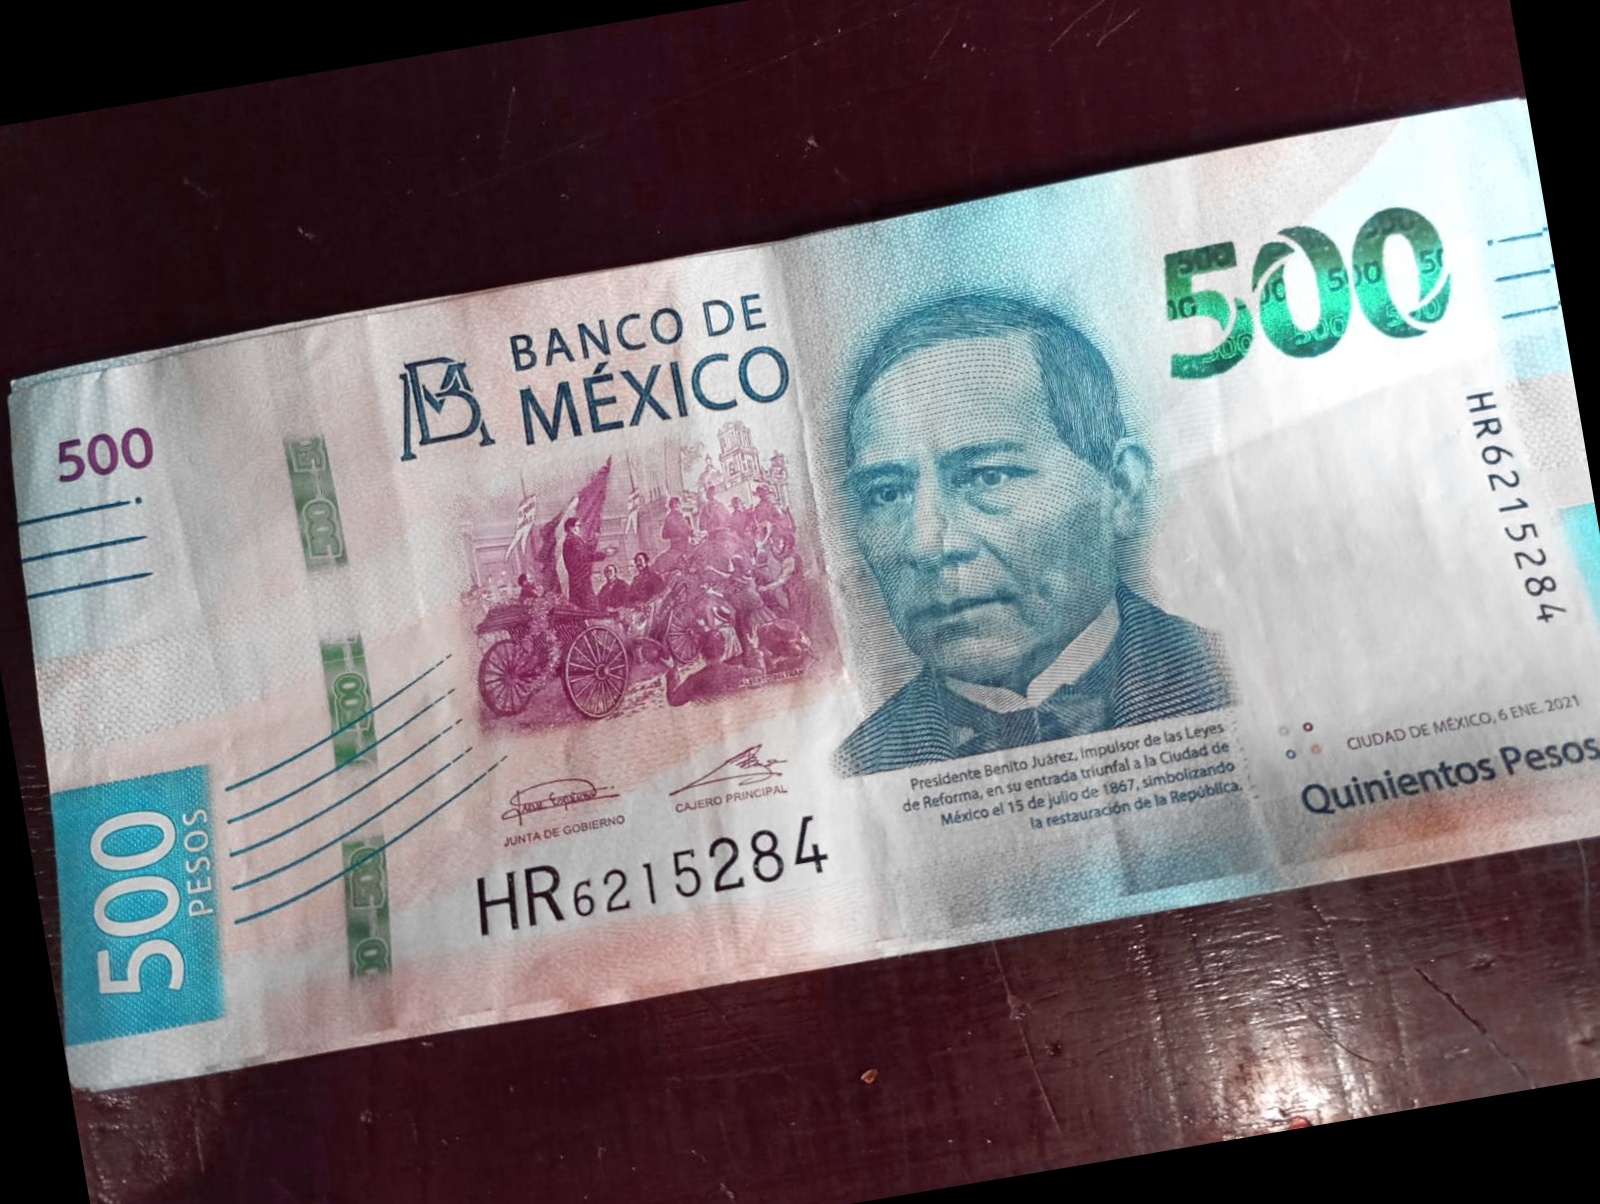 BANCO DE
MÉXICO
500
500
HR6215284
ALBERTO BELTRÁN
JUNTA DE GOBIERNO
CAJERO PRINCIPAL
HR6215284
500
PESOS
Presidente Benito Juárez, impulsor de las Leyes
de Reforma, en su entrada triunfal a la Ciudad de
México el 15 de julio de 1867, simbolizando
la restauración de la República.
CIUDAD DE MÉXICO, 6 ENE. 2021
Quinientos Pesos